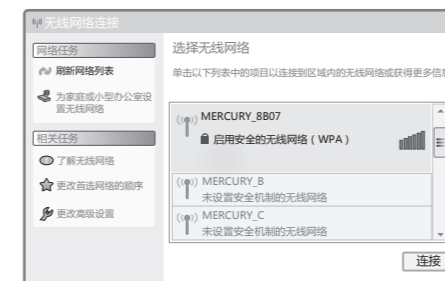 无线网络连接
网络任务
刷新网络列表
为家庭或小型办公室设
置无线网络
相关任务
了解无线网络
更改首选网络的顺序
更改高级设置
选择无线网络
单击以下列表中的项目以连接到区域内的无线网络或获得更多信息
MERCURY_8B07
启用安全的无线网络(WPA)
MERCURY_B
未设置安全机制的无线网络
MERCURY_C
未设置安全机制的无线网络
连接